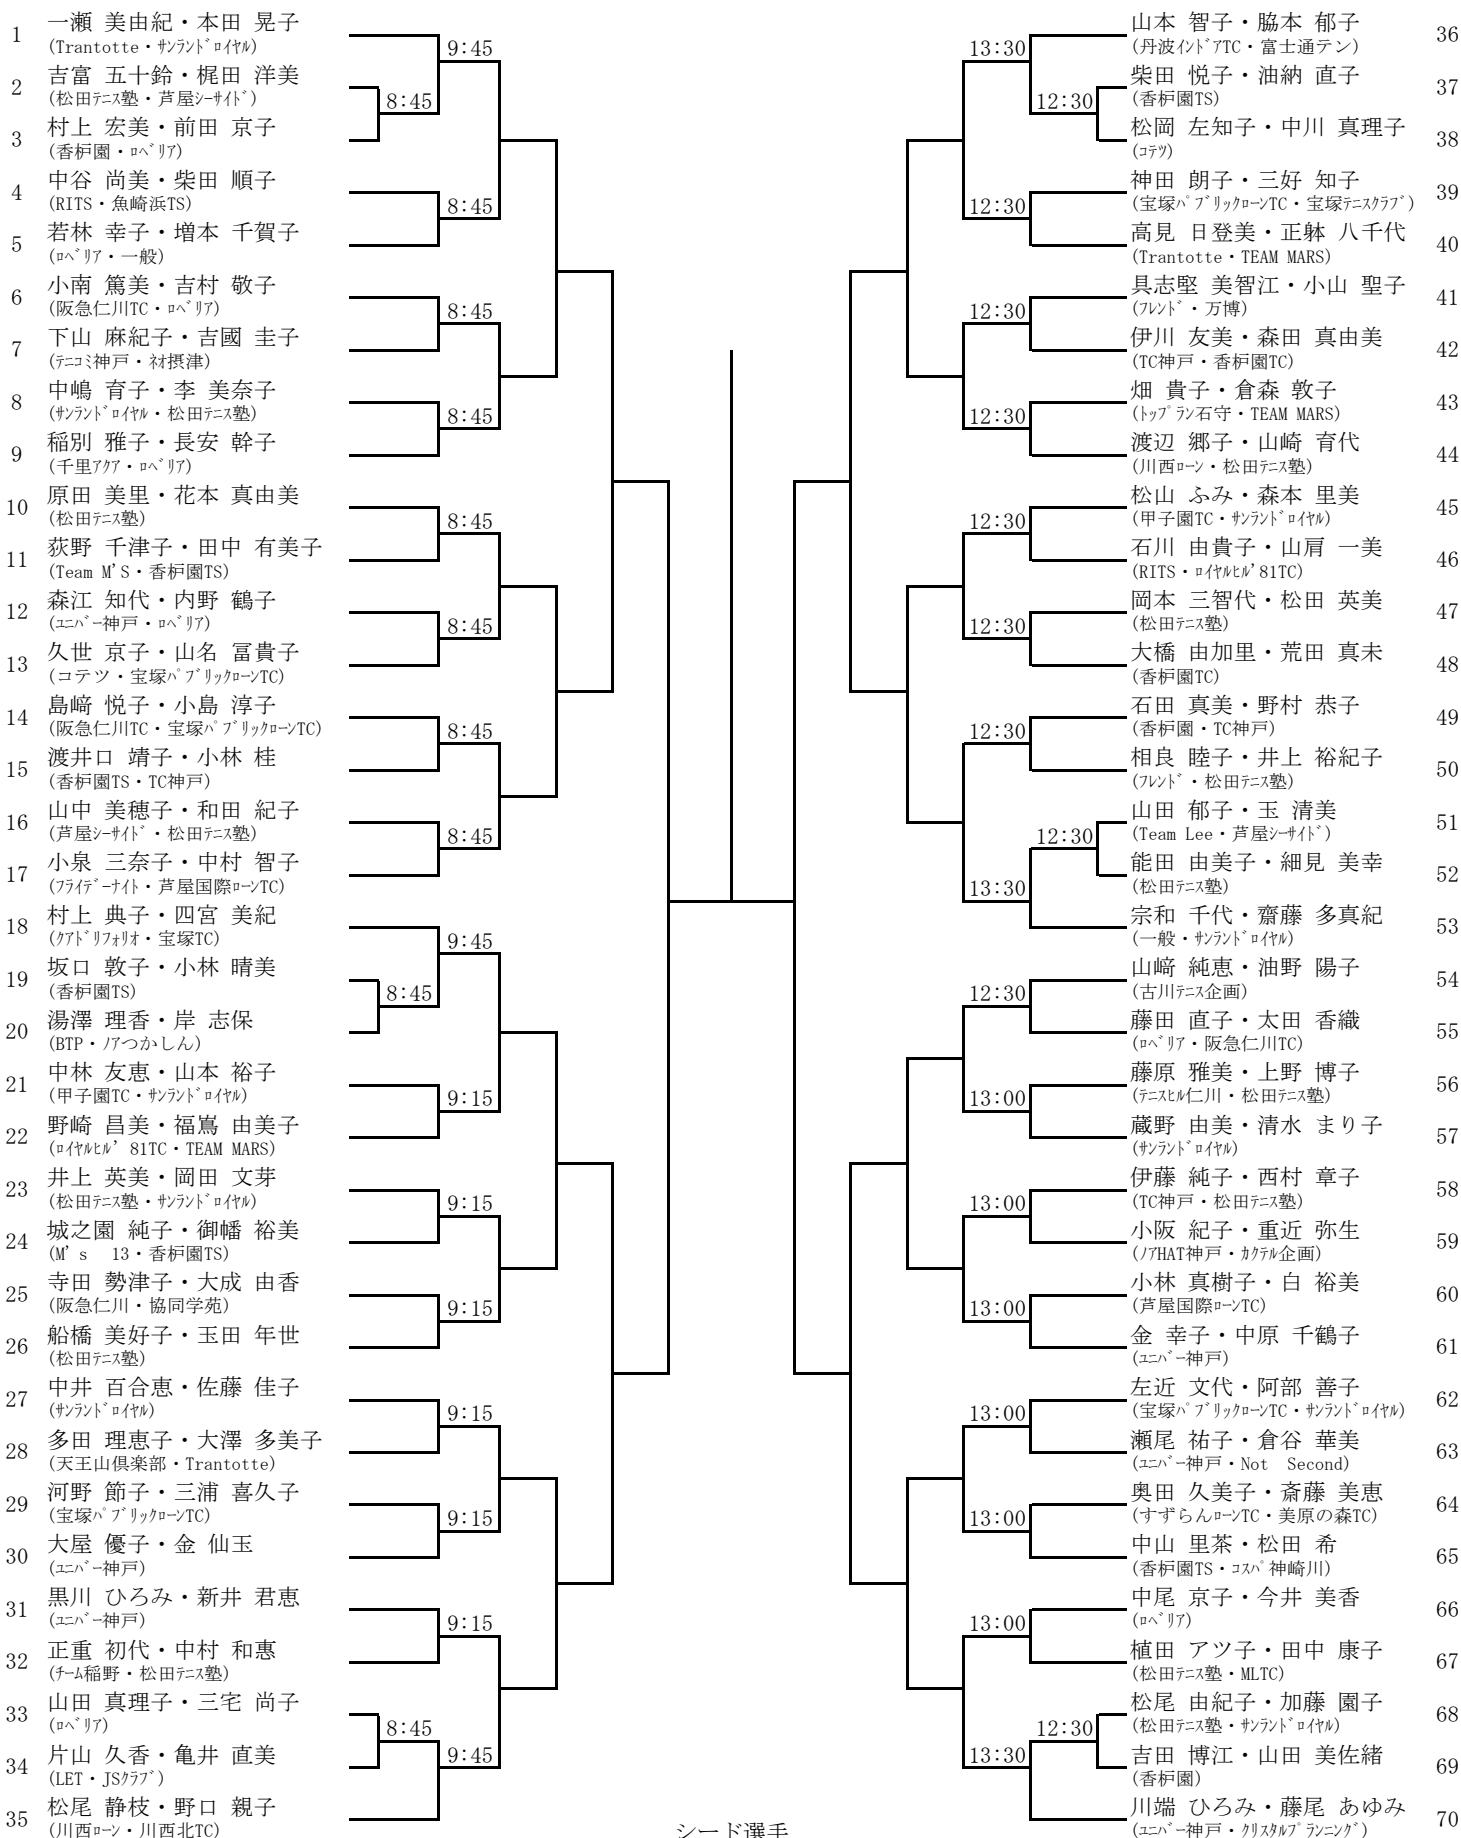 1 一瀬 美由紀・本田 晃子
(Trantotte・ｻﾝﾗﾝﾄﾞﾛｲﾔﾙ)
9:45
2 吉富 五十鈴・梶田 洋美
(松田ﾃﾆｽ塾・芦屋ｼｰｻｲﾄﾞ)
8:45
3 村上 宏美・前田 京子
(香枦園・ﾛﾍﾞﾘｱ)
4 中谷 尚美・柴田 順子
(RITS・魚崎浜TS)
8:45
5 若林 幸子・増本 千賀子
(ﾛﾍﾞﾘｱ・一般)
6 小南 篤美・吉村 敬子
(阪急仁川TC・ﾛﾍﾞﾘｱ)
8:45
7 下山 麻紀子・吉國 圭子
(ﾃﾆｺﾐ神戸・ﾈｵ摂津)
8 中嶋 育子・李 美奈子
(ｻﾝﾗﾝﾄﾞﾛｲﾔﾙ・松田ﾃﾆｽ塾)
8:45
9 稲別 雅子・長安 幹子
(千里ｱｸｱ・ﾛﾍﾞﾘｱ)
10 原田 美里・花本 真由美
(松田ﾃﾆｽ塾)
8:45
11 荻野 千津子・田中 有美子
(Team M'S・香枦園TS)
12 森江 知代・内野 鶴子
(ﾕﾆﾊﾞｰ神戸・ﾛﾍﾞﾘｱ)
8:45
13 久世 京子・山名 冨貴子
(コテツ・宝塚ﾊﾟﾌﾞﾘｯｸﾛｰﾝTC)
14 島﨑 悦子・小島 淳子
(阪急仁川TC・宝塚ﾊﾟﾌﾞﾘｯｸﾛｰﾝTC)
8:45
15 渡井口 靖子・小林 桂
(香枦園TS・TC神戸)
16 山中 美穂子・和田 紀子
(芦屋ｼｰｻｲﾄﾞ・松田ﾃﾆｽ塾)
8:45
17 小泉 三奈子・中村 智子
(ﾌﾗｲﾃﾞｰﾅｲﾄ・芦屋国際ﾛｰﾝTC)
18 村上 典子・四宮 美紀
(ｸｱﾄﾞﾘﾌｫﾘｵ・宝塚TC)
9:45
19 坂口 敦子・小林 晴美
(香枦園TS)
8:45
20 湯澤 理香・岸 志保
(BTP・ﾉｱつかしん)
21 中林 友恵・山本 裕子
(甲子園TC・ｻﾝﾗﾝﾄﾞﾛｲﾔﾙ)
9:15
22 野崎 昌美・福嶌 由美子
(ﾛｲﾔﾙﾋﾙ’81TC・TEAM MARS)
23 井上 英美・岡田 文芽
(松田ﾃﾆｽ塾・ｻﾝﾗﾝﾄﾞﾛｲﾔﾙ)
9:15
24 城之園 純子・御幡 裕美
(M’s 13・香枦園TS)
25 寺田 勢津子・大成 由香
(阪急仁川・協同学苑)
9:15
26 船橋 美好子・玉田 年世
(松田ﾃﾆｽ塾)
27 中井 百合恵・佐藤 佳子
(ｻﾝﾗﾝﾄﾞﾛｲﾔﾙ)
9:15
28 多田 理恵子・大澤 多美子
(天王山倶楽部・Trantotte)
29 河野 節子・三浦 喜久子
(宝塚ﾊﾟﾌﾞﾘｯｸﾛｰﾝTC)
9:15
30 大屋 優子・金 仙玉
(ﾕﾆﾊﾞｰ神戸)
31 黒川 ひろみ・新井 君恵
(ﾕﾆﾊﾞｰ神戸)
9:15
32 正重 初代・中村 和惠
(ﾁｰﾑ稲野・松田ﾃﾆｽ塾)
33 山田 真理子・三宅 尚子
(ﾛﾍﾞﾘｱ)
8:45
34 片山 久香・亀井 直美
(LET・JSｸﾗﾌﾞ)
9:45
35 松尾 静枝・野口 親子
(川西ﾛｰﾝ・川西北TC)
シード選手
山本 智子・脇本 郁子 36
(丹波ｲﾝﾄﾞｱTC・富士通テン)
13:30
柴田 悦子・油納 直子 37
(香枦園TS)
12:30
松岡 左知子・中川 真理子 38
(ｺﾃﾂ)
神田 朗子・三好 知子 39
(宝塚ﾊﾟﾌﾞﾘｯｸﾛｰﾝTC・宝塚ﾃﾆｽｸﾗﾌﾞ)
12:30
高見 日登美・正躰 八千代 40
(Trantotte・TEAM MARS)
具志堅 美智江・小山 聖子 41
(ﾌﾚﾝﾄﾞ・万博)
12:30
伊川 友美・森田 真由美 42
(TC神戸・香枦園TC)
畑 貴子・倉森 敦子 43
(ﾄｯﾌﾟﾗﾝ石守・TEAM MARS)
12:30
渡辺 郷子・山崎 育代 44
(川西ﾛｰﾝ・松田ﾃﾆｽ塾)
松山 ふみ・森本 里美 45
(甲子園TC・ｻﾝﾗﾝﾄﾞﾛｲﾔﾙ)
12:30
石川 由貴子・山肩 一美 46
(RITS・ﾛｲﾔﾙﾋﾙ'81TC)
岡本 三智代・松田 英美 47
(松田ﾃﾆｽ塾)
12:30
大橋 由加里・荒田 真未 48
(香枦園TC)
石田 真美・野村 恭子 49
(香枦園・TC神戸)
12:30
相良 睦子・井上 裕紀子 50
(ﾌﾚﾝﾄﾞ・松田ﾃﾆｽ塾)
山田 郁子・玉 清美 51
(Team Lee・芦屋ｼｰｻｲﾄﾞ)
12:30
能田 由美子・細見 美幸 52
(松田ﾃﾆｽ塾)
13:30
宗和 千代・齋藤 多真紀 53
(一般・ｻﾝﾗﾝﾄﾞﾛｲﾔﾙ)
山﨑 純恵・油野 陽子 54
(古川ﾃﾆｽ企画)
12:30
藤田 直子・太田 香織 55
(ﾛﾍﾞﾘｱ・阪急仁川TC)
藤原 雅美・上野 博子 56
(ﾃﾆｽﾋﾙ仁川・松田ﾃﾆｽ塾)
13:00
蔵野 由美・清水 まり子 57
(ｻﾝﾗﾝﾄﾞﾛｲﾔﾙ)
伊藤 純子・西村 章子 58
(TC神戸・松田ﾃﾆｽ塾)
13:00
小阪 紀子・重近 弥生 59
(ﾉｱHAT神戸・ｶｸﾃﾙ企画)
小林 真樹子・白 裕美 60
(芦屋国際ﾛｰﾝTC)
13:00
金 幸子・中原 千鶴子 61
(ﾕﾆﾊﾞｰ神戸)
左近 文代・阿部 善子 62
(宝塚ﾊﾟﾌﾞﾘｯｸﾛｰﾝTC・ｻﾝﾗﾝﾄﾞﾛｲﾔﾙ)
13:00
瀬尾 祐子・倉谷 華美 63
(ﾕﾆﾊﾞｰ神戸・Not Second)
奥田 久美子・斎藤 美恵 64
(すずらんﾛｰﾝTC・美原の森TC)
13:00
中山 里茶・松田 希 65
(香枦園TS・ｺｽﾊﾟ神崎川)
中尾 京子・今井 美香 66
(ﾛﾍﾞﾘｱ)
13:00
植田 アツ子・田中 康子 67
(松田ﾃﾆｽ塾・MLTC)
松尾 由紀子・加藤 園子 68
(松田ﾃﾆｽ塾・ｻﾝﾗﾝﾄﾞﾛｲﾔﾙ)
12:30
吉田 博江・山田 美佐緒 69
(香枦園)
13:30
川端 ひろみ・藤尾 あゆみ 70
(ﾕﾆﾊﾞｰ神戸・ｸﾘｽﾀﾙﾌﾟﾗﾝﾆﾝｸﾞ)